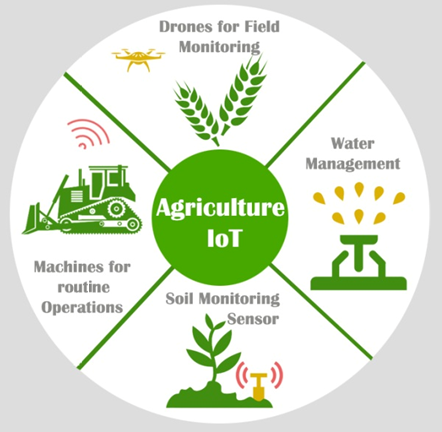 Drones for Field
Monitoring
Water
Management
Agriculture
IoT
Machines for
routine
Operations
Soil Monitoring
Sensor